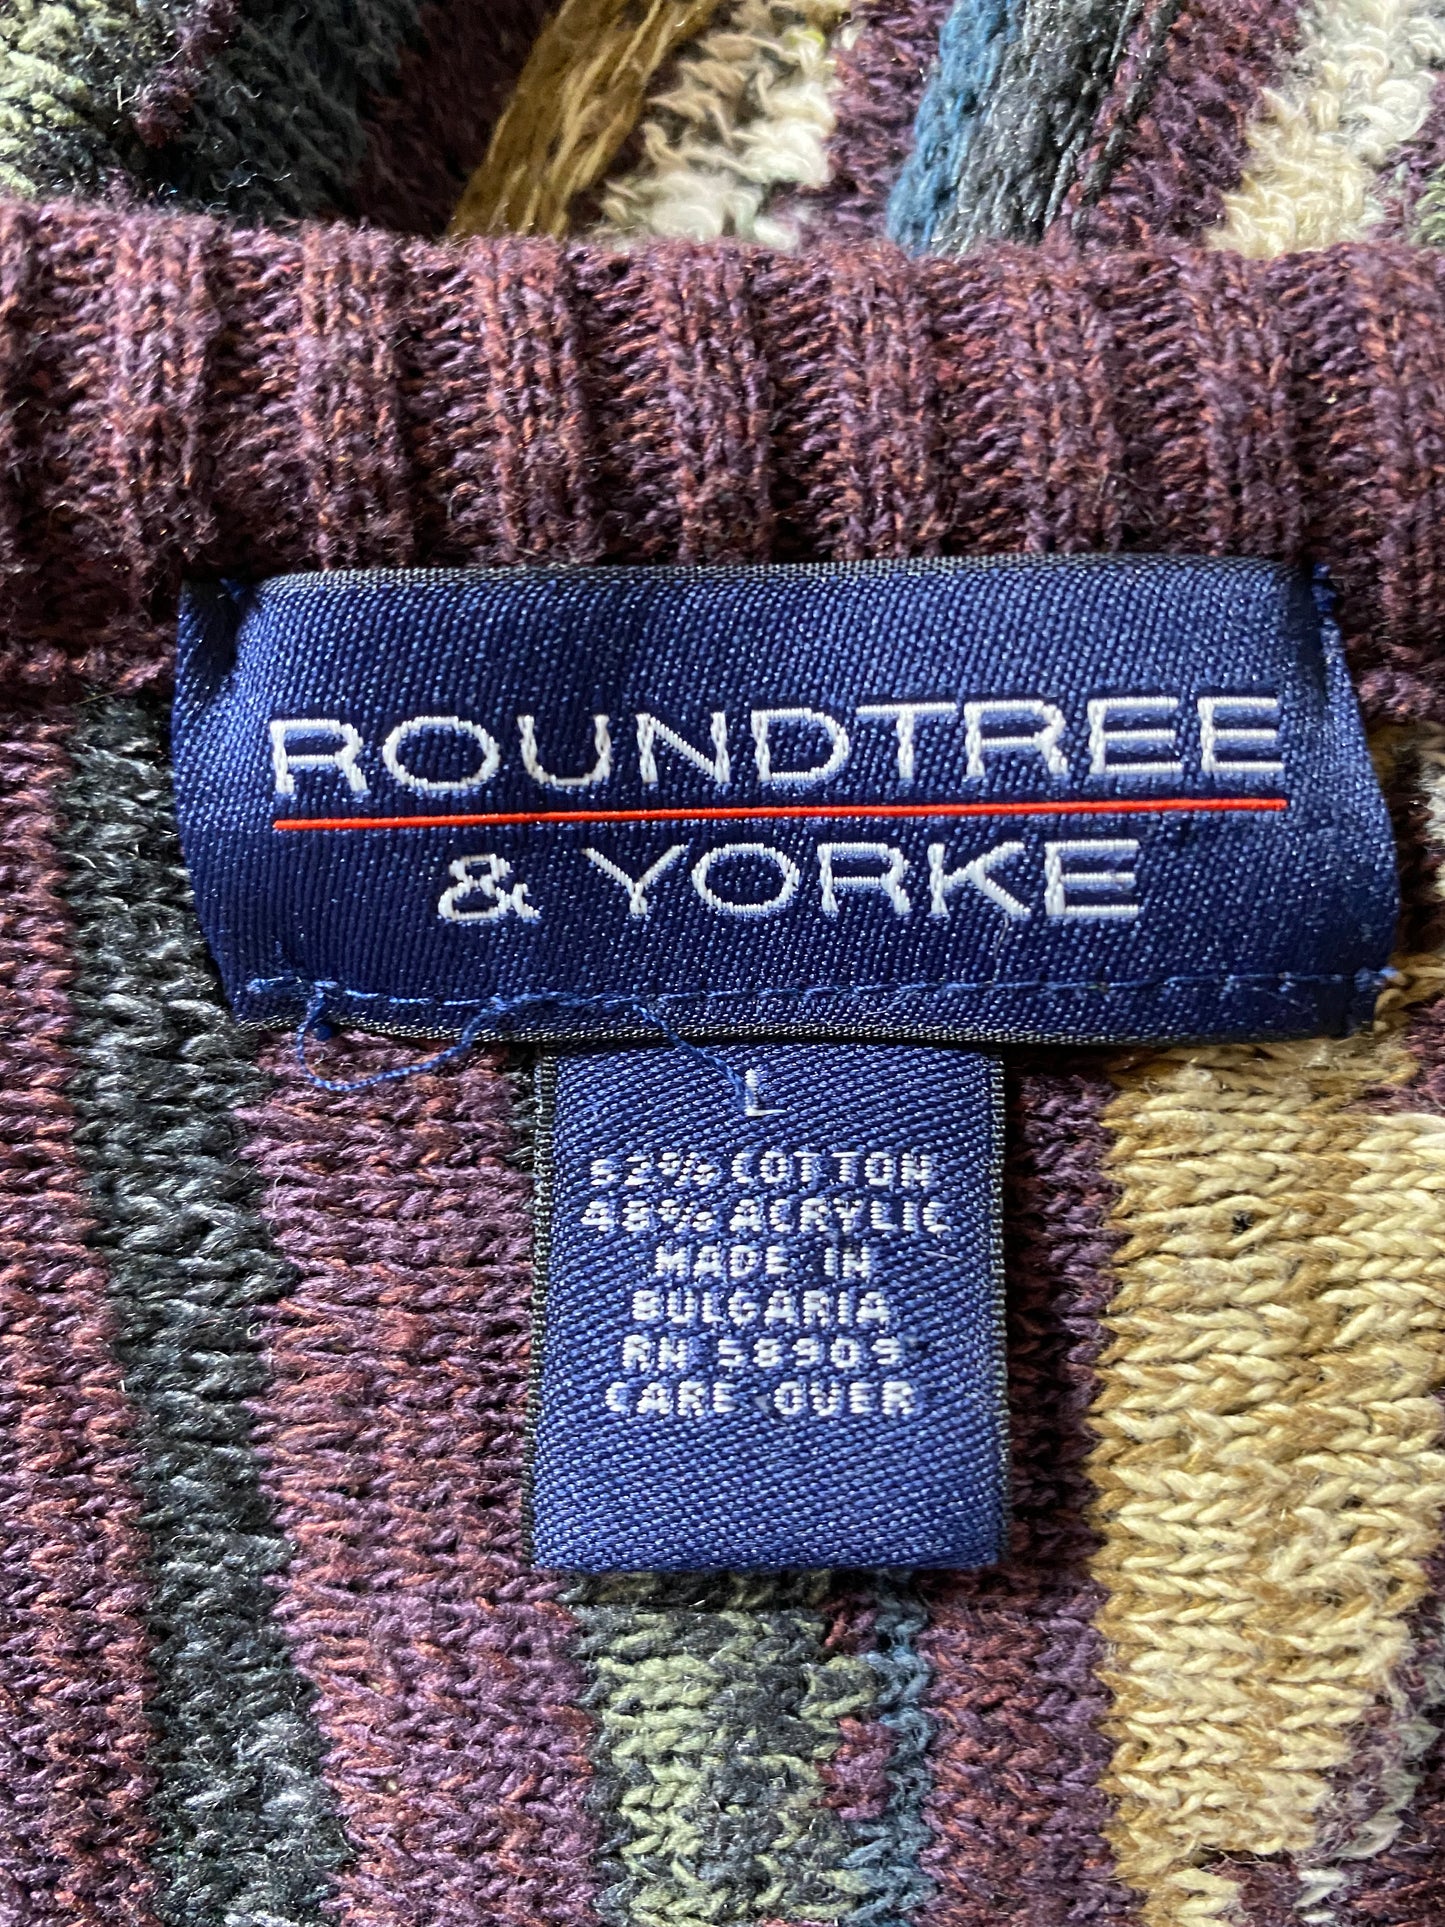 ROUNDTREE
& YORKE
L
52% COTTON
48% ACRYLIC
MADE IN
BULGARIA
RN 58909
CARE OVER